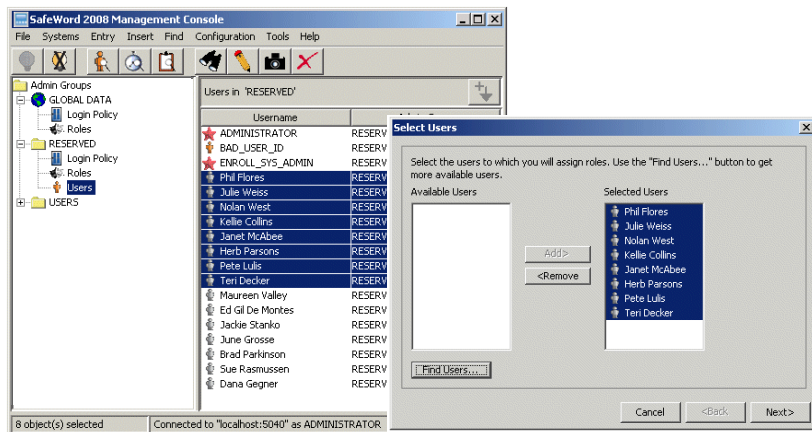 SafeWord 2008 Management Console
File Systems Entry Insert Find Configuration Tools Help
Admin Groups
GLOBAL DATA
Login Policy
Roles
RESERVED
Login Policy
Roles
Users
USERS
Users in 'RESERVED'
Username
ADMINISTRATOR RESERV
BAD_USER_ID RESERV
ENROLL_SYS_ADMIN RESERV
Phil Flores RESERV
Julie Weiss RESERV
Nolan West RESERV
Kellie Collins RESERV
Janet McAbee RESERV
Herb Parsons RESERV
Pete Lulis RESERV
Teri Decker RESERV
Maureen Valley RESERV
Ed Gil De Montes RESERV
Jackie Stanko RESERV
June Grosse RESERV
Brad Parkinson RESERV
Sue Rasmussen RESERV
Dana Gegner RESERV
8 object(s) selected
Connected to "localhost:5040" as ADMINISTRATOR
Select Users
Select the users to which you will assign roles. Use the "Find Users..." button to get
more available users.
Available Users
Selected Users
Phil Flores
Julie Weiss
Nolan West
Kellie Collins
Janet McAbee
Herb Parsons
Pete Lulis
Teri Decker
Add>
<Remove
Find Users...
Cancel
<Back
Next>